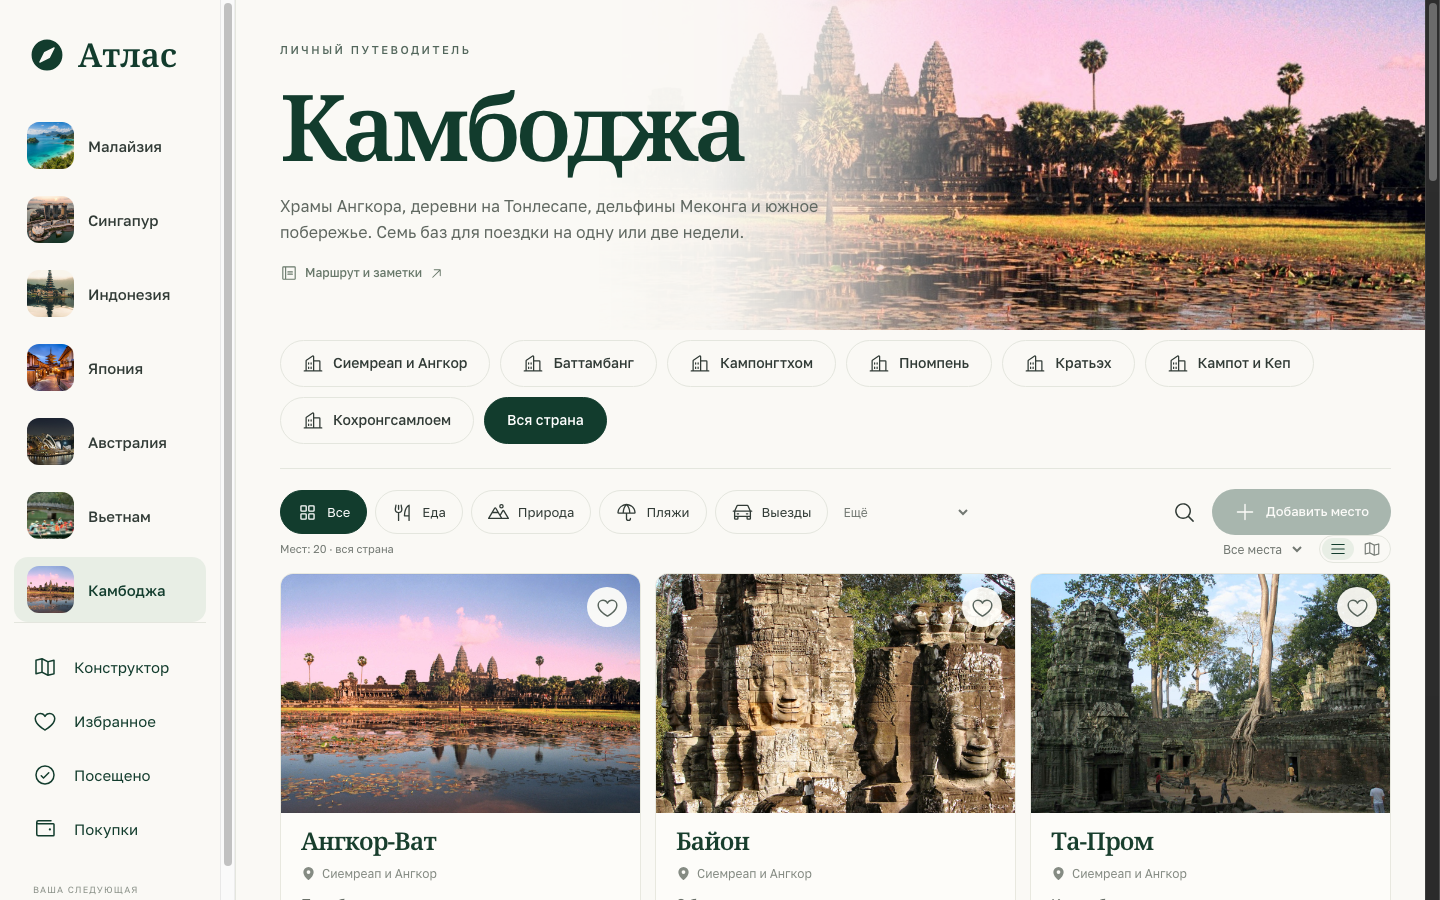 Атлас
Малайзия
Сингапур
Индонезия
Япония
Австралия
Вьетнам
Камбоджа
Конструктор
Избранное
Посещено
Покупки
ВАША СЛЕДУЮЩАЯ
ЛИЧНЫЙ ПУТЕВОДИТЕЛЬ
Камбоджа
Храмы Ангкора, деревни на Тонлесапе, дельфины Меконга и южное
побережье. Семь баз для поездки на одну или две недели.
Маршрут и заметки
Сиемреап и Ангкор Баттамбанг Кампонгтхом Пномпень Кратьэх Кампот и Кеп
Кохронгсамлоем Вся страна
Все Еда Природа Пляжи Выезды Ещё Добавить место
Мест: 20 · вся страна Все места
Ангкор-Ват Байон Та-Пром
Сиемреап и Ангкор Сиемреап и Ангкор Сиемреап и Ангкор